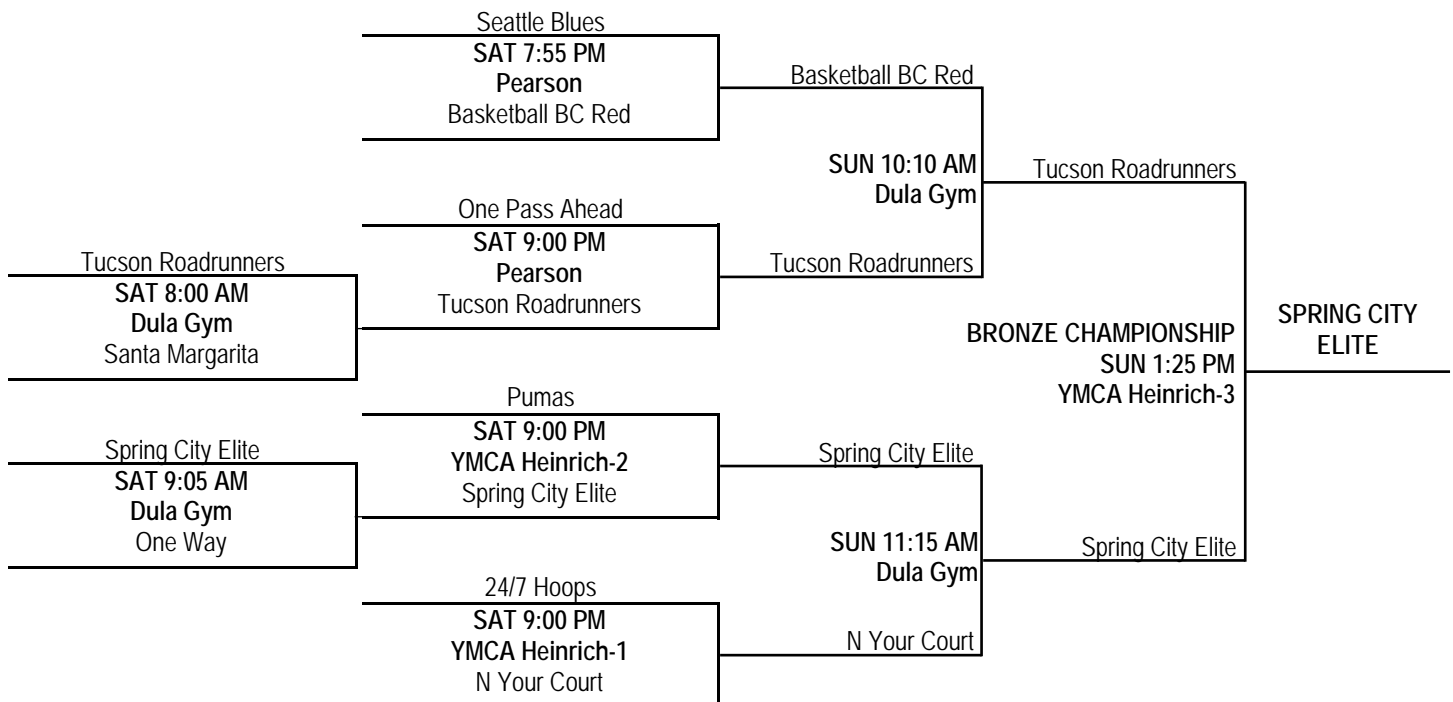 Seattle Blues
SAT 7:55 PM
Pearson
Basketball BC Red
Basketball BC Red
SUN 10:10 AM
Dula Gym
Tucson Roadrunners
One Pass Ahead
SAT 9:00 PM
Pearson
Tucson Roadrunners
Tucson Roadrunners
Tucson Roadrunners
SAT 8:00 AM
Dula Gym
Santa Margarita
BRONZE CHAMPIONSHIP
SUN 1:25 PM
YMCA Heinrich-3
SPRING CITY
ELITE
Pumas
SAT 9:00 PM
YMCA Heinrich-2
Spring City Elite
Spring City Elite
SAT 9:05 AM
Dula Gym
One Way
Spring City Elite
SUN 11:15 AM
Dula Gym
Spring City Elite
24/7 Hoops
SAT 9:00 PM
YMCA Heinrich-1
N Your Court
N Your Court